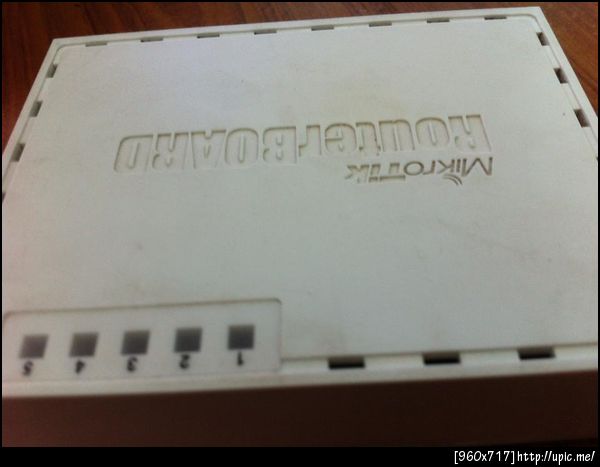 MikroTik
RouterBOARD
1 2 3 4 5
[960x717]http://upic.me/